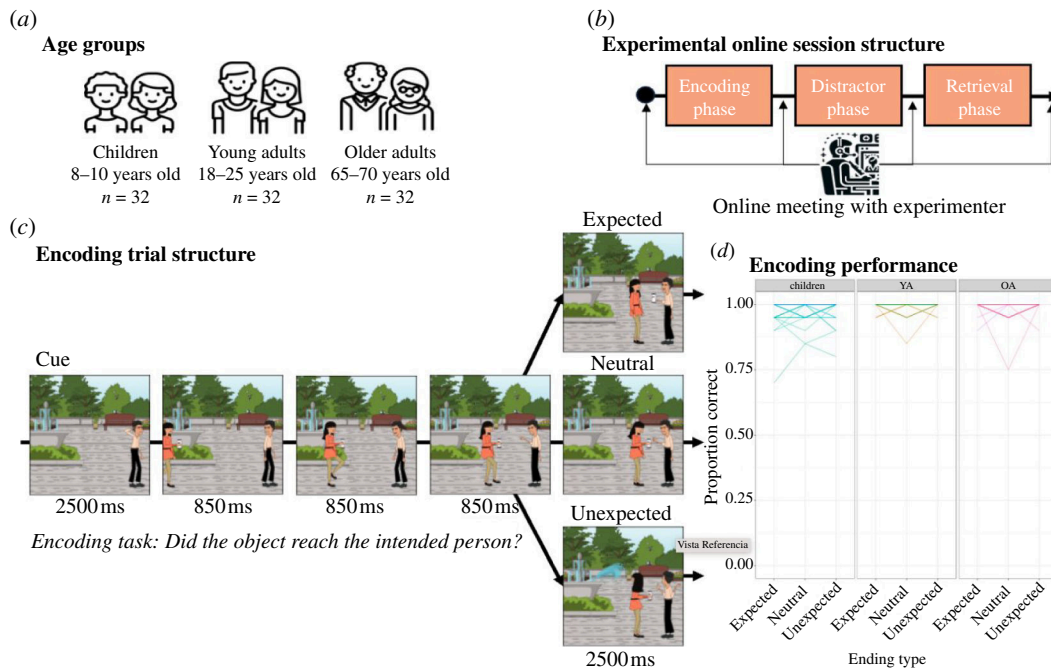 (a)
Age groups
Children
8–10 years old
n = 32
Young adults
18–25 years old
n = 32
Older adults
65–70 years old
n = 32
(b)
Experimental online session structure
Encoding
phase
Distractor
phase
Retrieval
phase
Online meeting with experimenter
(c)
Encoding trial structure
Cue
2500 ms
850 ms
850 ms
850 ms
Expected
Neutral
Unexpected
2500 ms
Encoding task: Did the object reach the intended person?
(d)
Encoding performance
children
YA
OA
Proportion correct
1.00
0.75
0.50
0.25
0.00
Vista Referencia
Expected
Neutral
Unexpected
Expected
Neutral
Unexpected
Expected
Neutral
Unexpected
Ending type